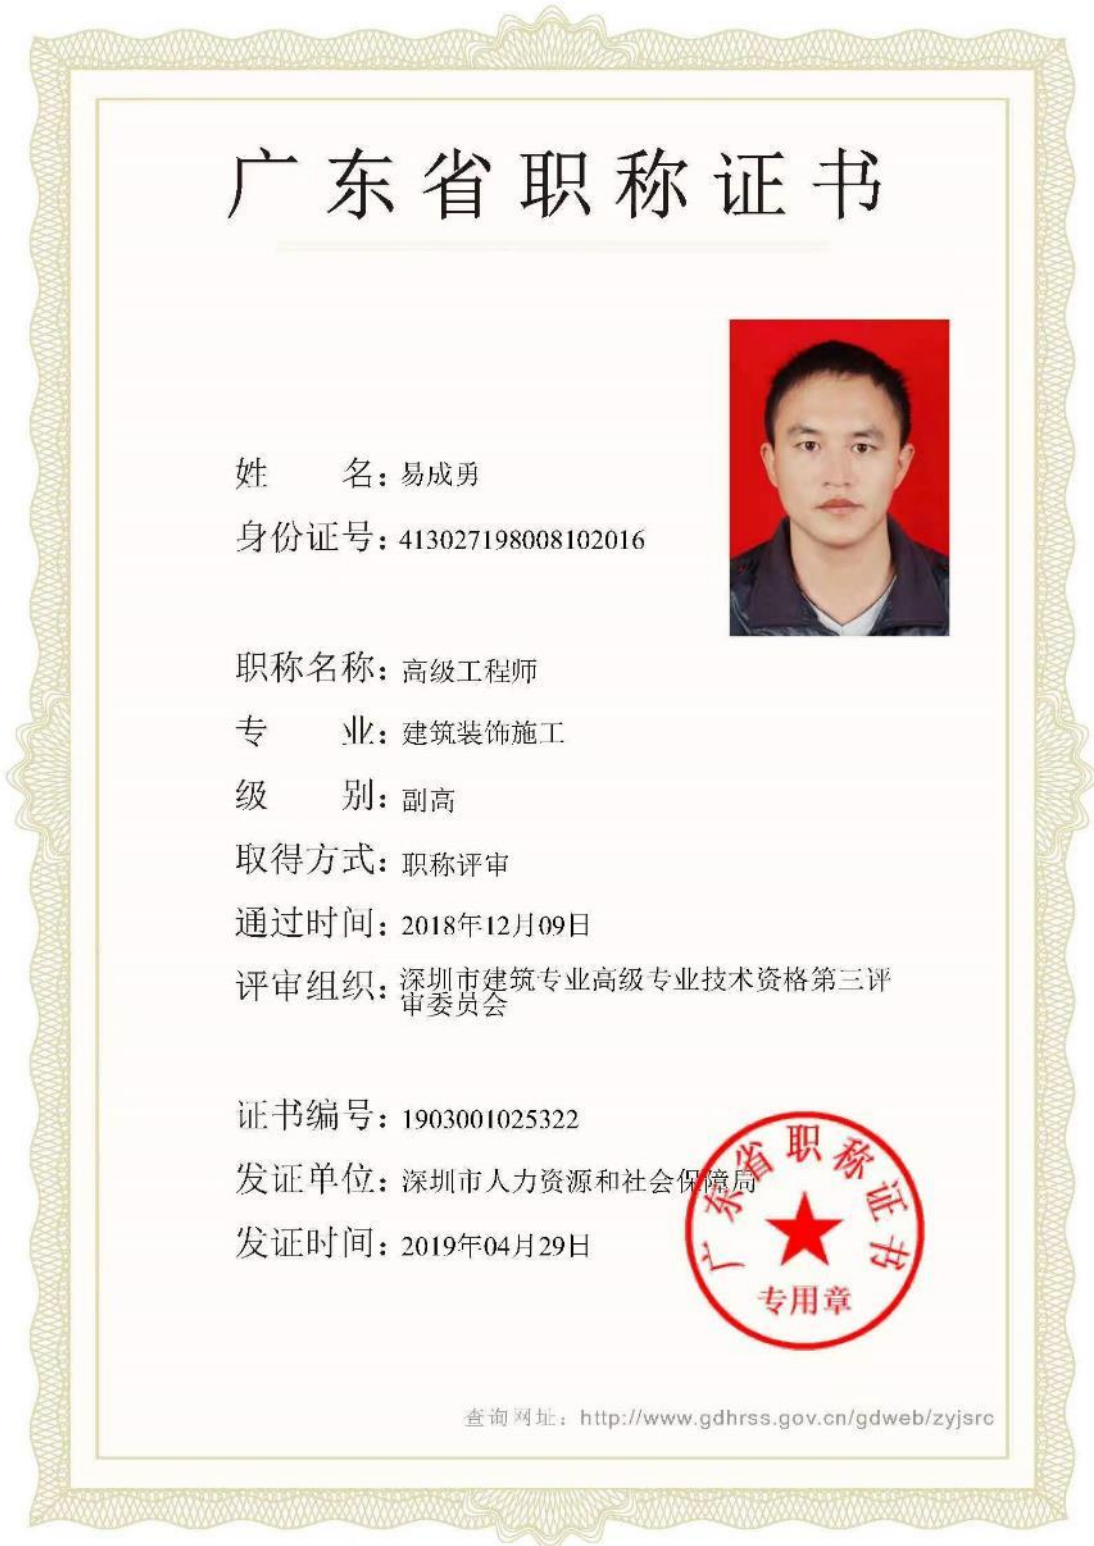 广东省职称证书
姓 名：易成勇
身份证号：413027198008102016
职称名称：高级工程师
专 业：建筑装饰施工
级 别：副高
取得方式：职称评审
通过时间：2018年12月09日
评审组织：深圳市建筑专业高级专业技术资格第三评
审委员会
证书编号：1903001025322
发证单位：深圳市人力资源和社会保障局
发证时间：2019年04月29日
广东省职称证书
专用章
查询网址：http://www.gdhrss.gov.cn/gdweb/zyjsrc